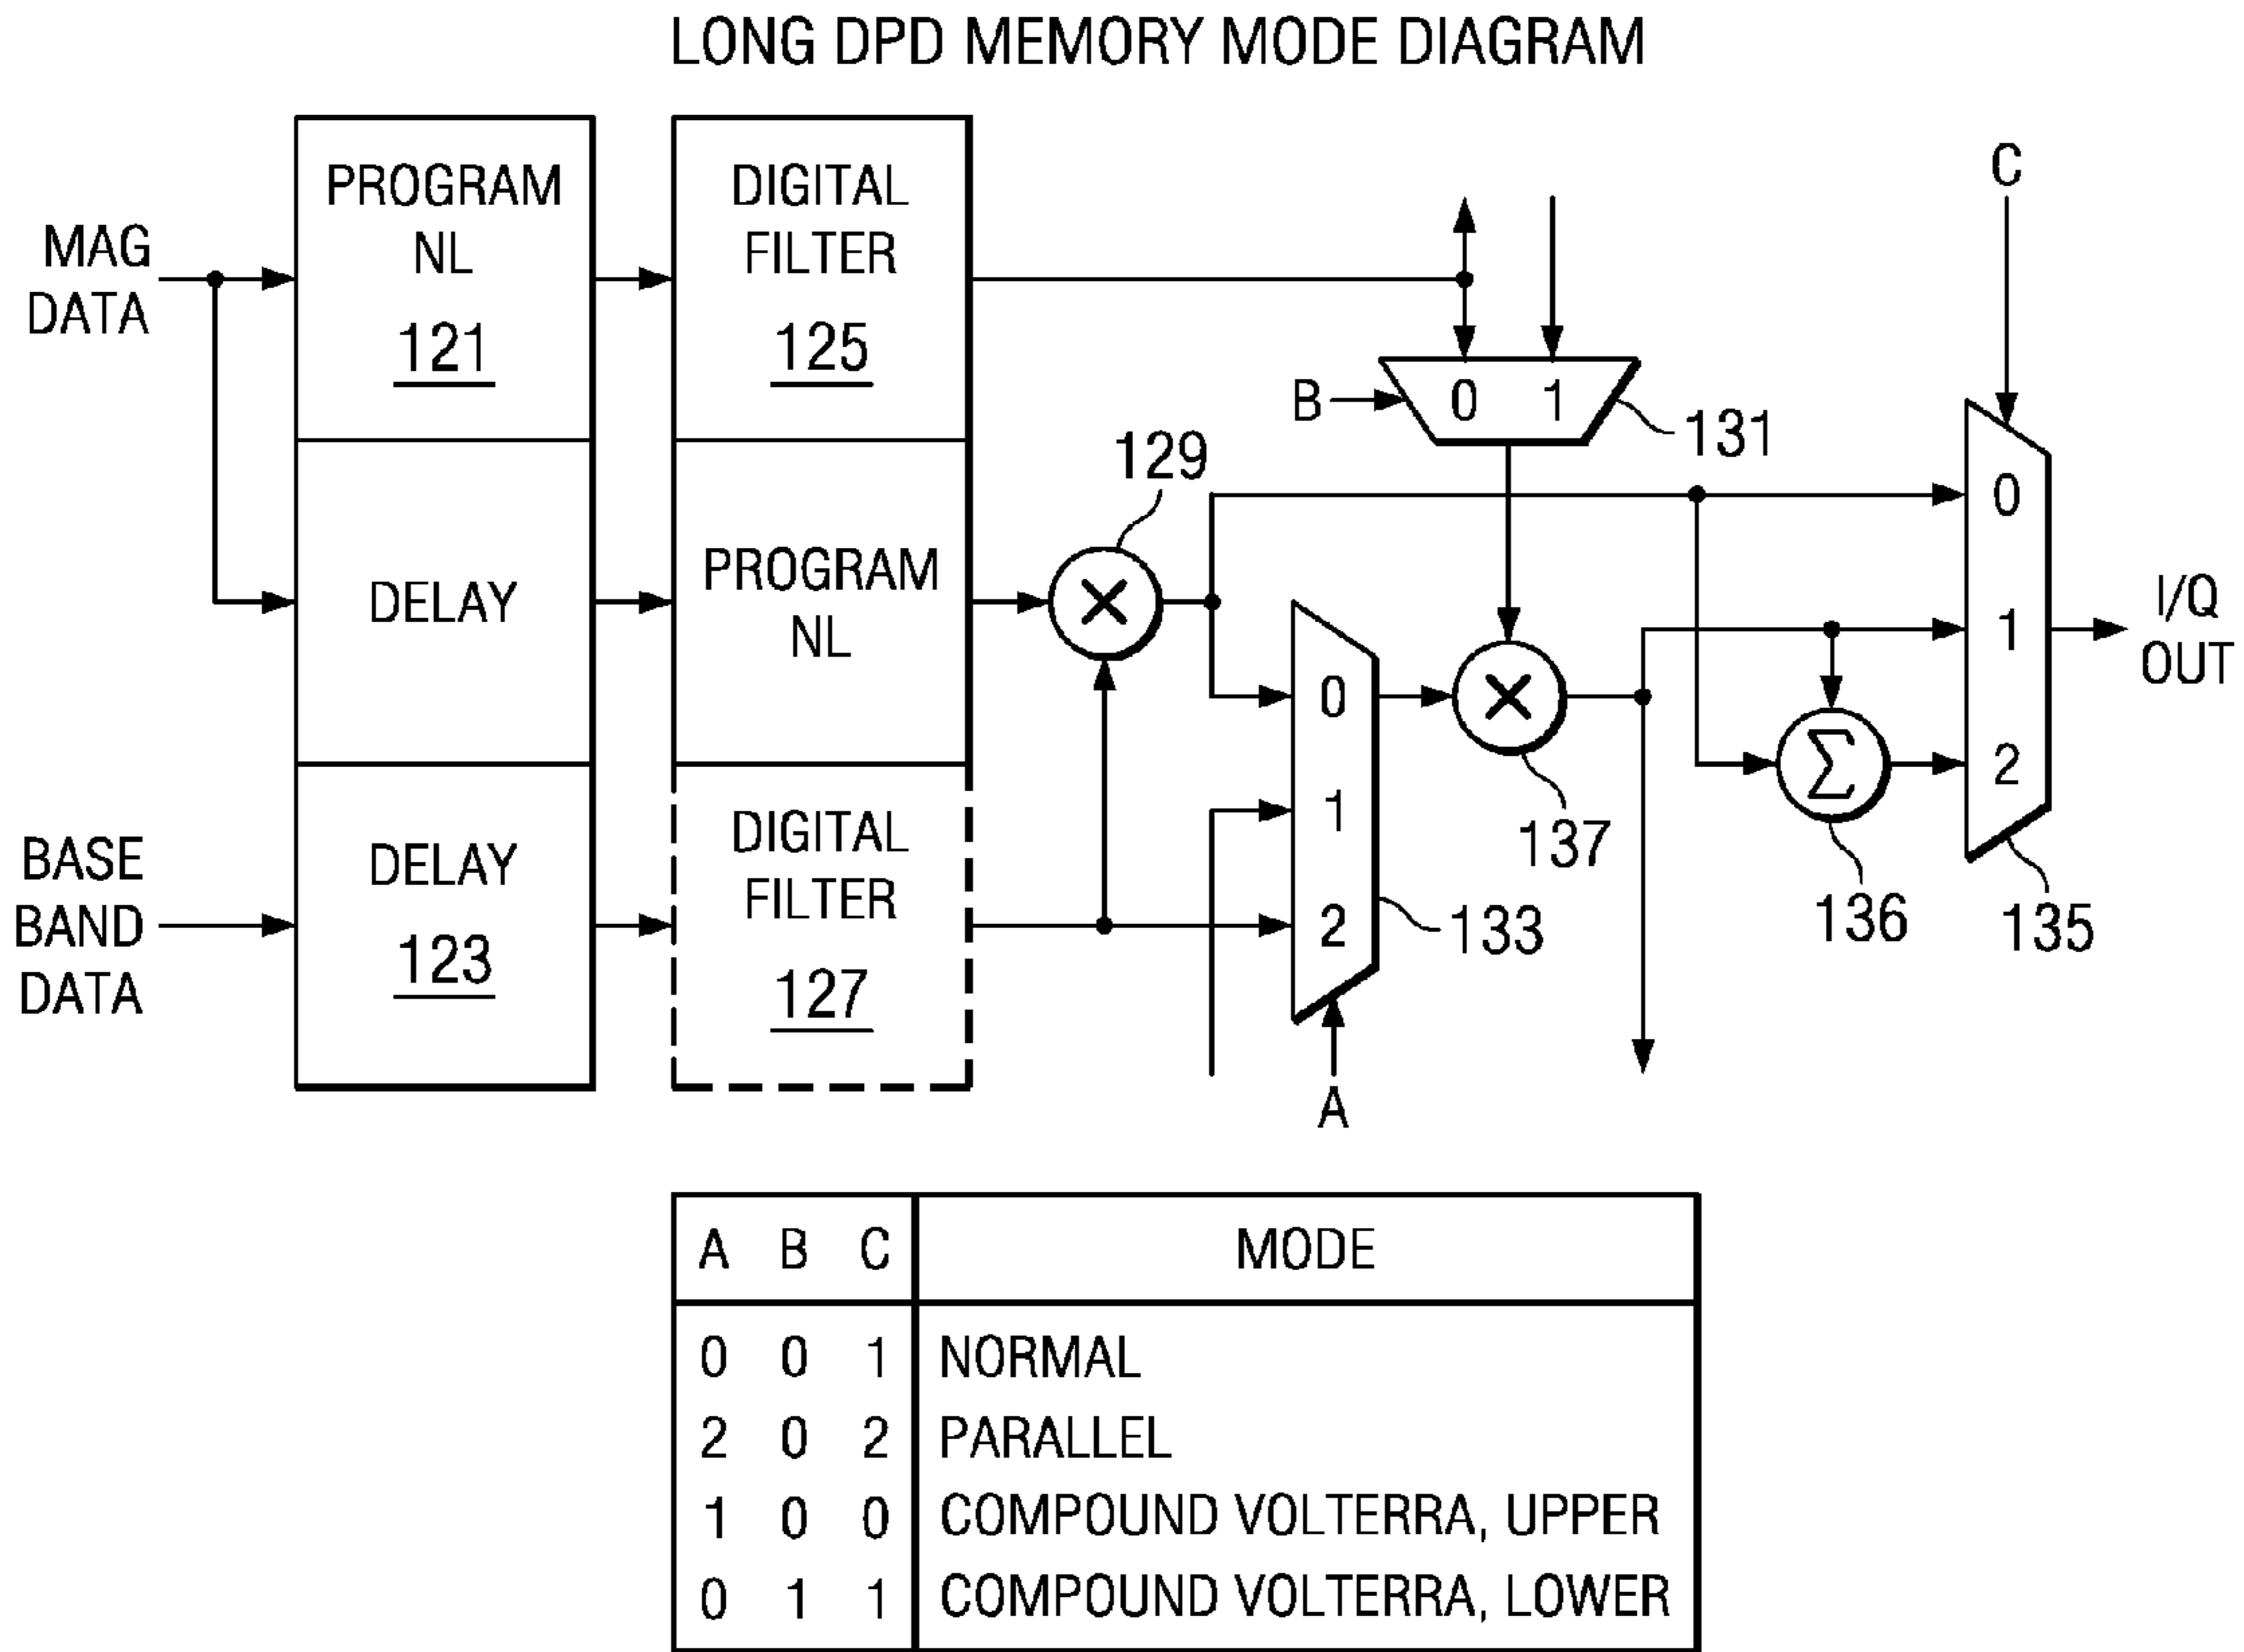 LONG DPD MEMORY MODE DIAGRAM
MAG
DATA
PROGRAM
NL
121
DELAY
BASE
BAND
DATA
DELAY
123
DIGITAL
FILTER
125
PROGRAM
NL
DIGITAL
FILTER
127
129
×
B
0 1
131
0
1
2
133
A
×
137
Σ
136
C
0
1
2
135
I/Q
OUT
A B C MODE
0 0 1 NORMAL
2 0 2 PARALLEL
1 0 0 COMPOUND VOLTERRA, UPPER
0 1 1 COMPOUND VOLTERRA, LOWER